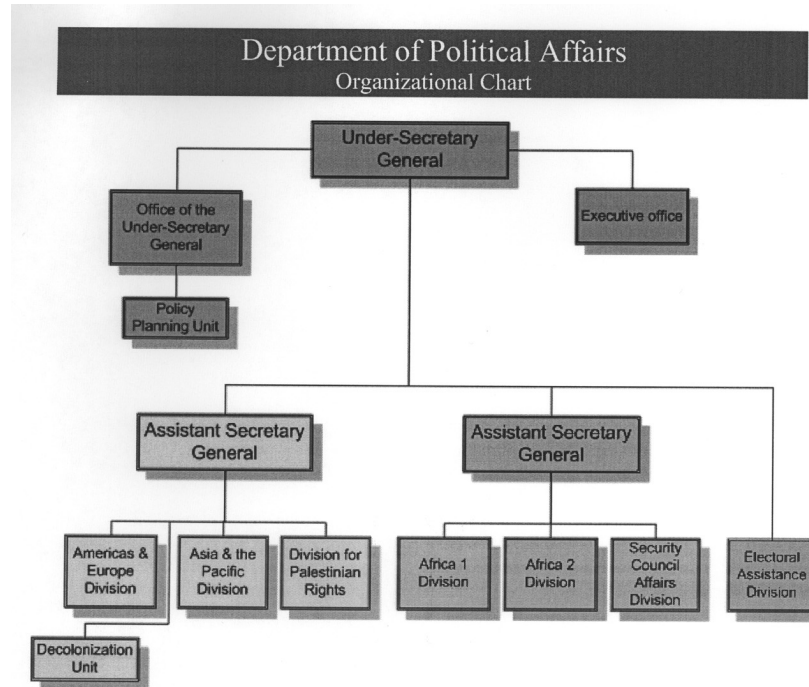 Department of Political Affairs
Organizational Chart
Under-Secretary
General
Office of the
Under-Secretary
General
Executive office
Policy
Planning Unit
Assistant Secretary
General
Assistant Secretary
General
Americas &
Europe
Division
Asia & the
Pacific
Division
Division for
Palestinian
Rights
Africa 1
Division
Africa 2
Division
Security
Council
Affairs
Division
Electoral
Assistance
Division
Decolonization
Unit